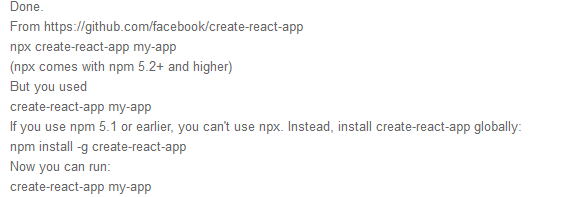 Done.
From https://github.com/facebook/create-react-app
npx create-react-app my-app
(npx comes with npm 5.2+ and higher)
But you used
create-react-app my-app
If you use npm 5.1 or earlier, you can't use npx. Instead, install create-react-app globally:
npm install -g create-react-app
Now you can run:
create-react-app my-app